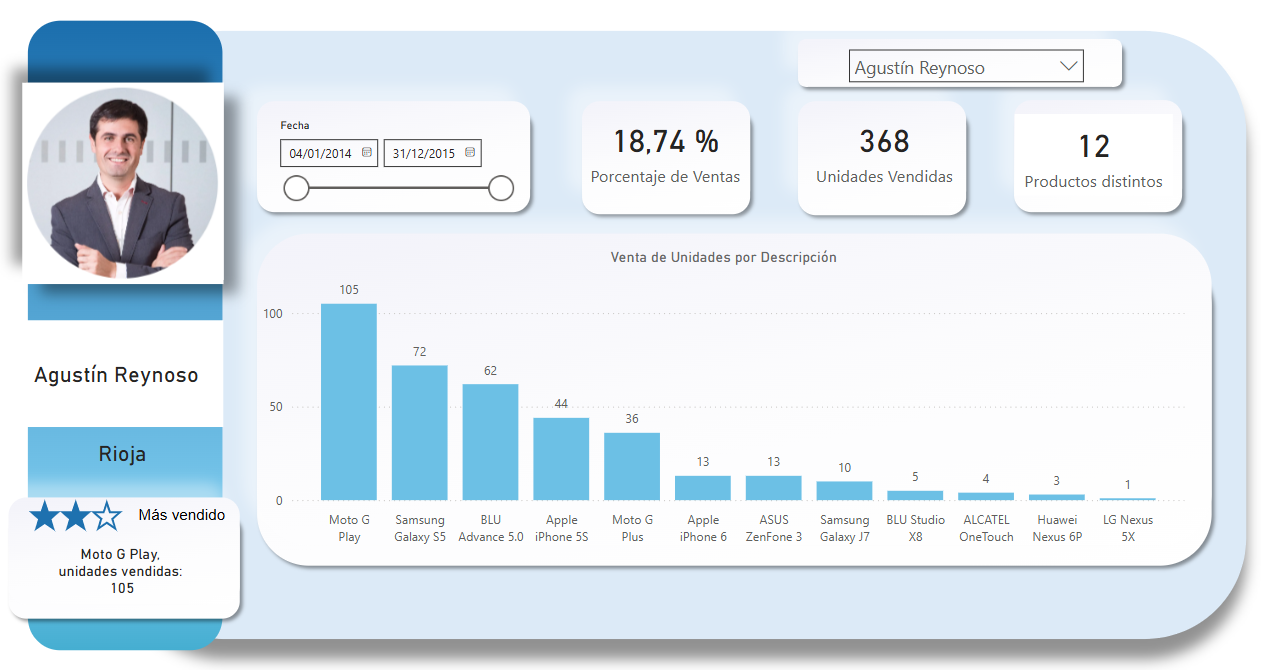 Agustín Reynoso
Fecha
04/01/2014
31/12/2015
18,74 %
Porcentaje de Ventas
368
Unidades Vendidas
12
Productos distintos
Agustín Reynoso
Rioja
Más vendido
Moto G Play,
unidades vendidas:
105
Venta de Unidades por Descripción
100
50
0
105
72
62
44
36
13
13
10
5
4
3
1
Moto G
Play
Samsung
Galaxy S5
BLU
Advance 5.0
Apple
iPhone 5S
Moto G
Plus
Apple
iPhone 6
ASUS
ZenFone 3
Samsung
Galaxy J7
BLU Studio
X8
ALCATEL
OneTouch
Huawei
Nexus 6P
LG Nexus
5X